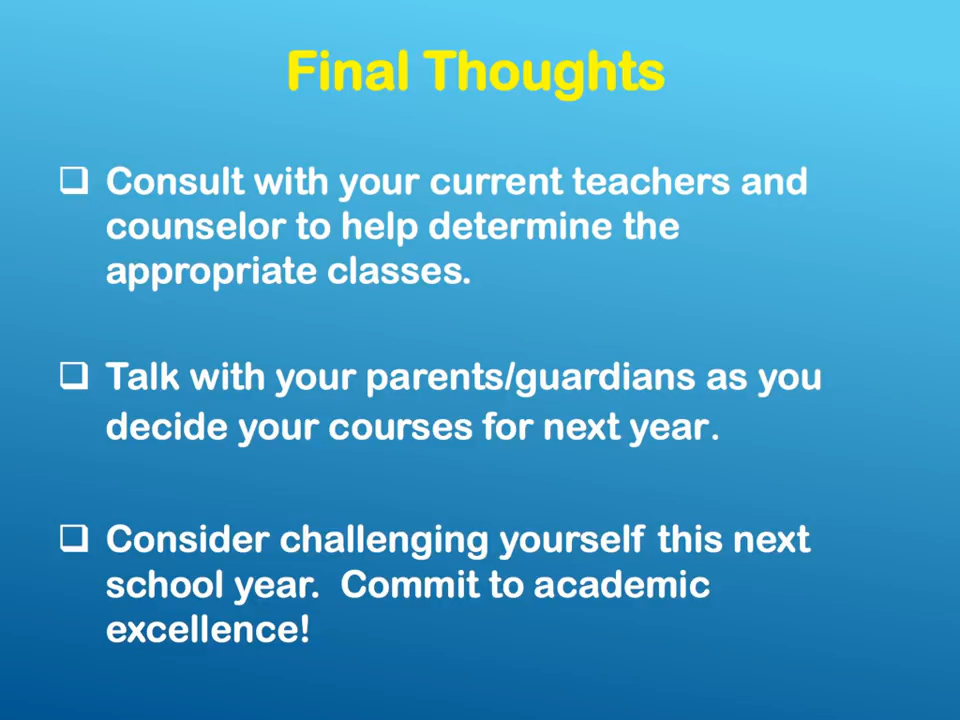 Final Thoughts
❑ Consult with your current teachers and
counselor to help determine the
appropriate classes.
❑ Talk with your parents/guardians as you
decide your courses for next year.
❑ Consider challenging yourself this next
school year.  Commit to academic
excellence!